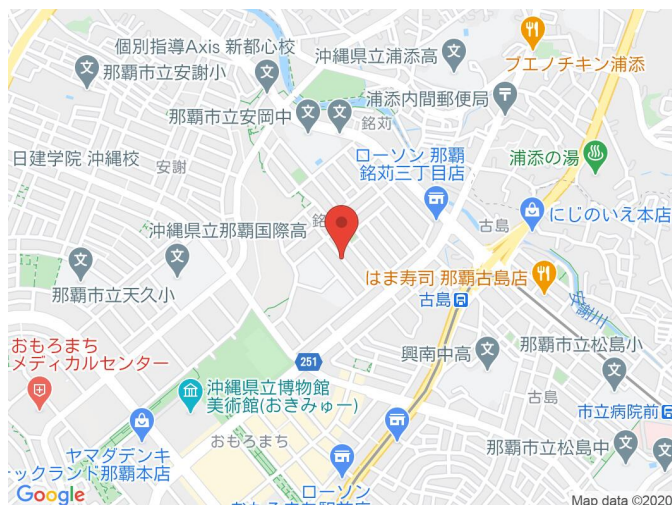 個別指導Axis 新都心校
沖縄県立浦添高
ブエノチキン浦添
那覇市立安謝小
浦添内間郵便局
那覇市立安岡中
銘苅
日建学院 沖縄校
安謝
ローソン 那覇
銘苅三丁目店
浦添の湯
古島
にじのいえ本店
沖縄県立那覇国際高
那覇市立天久小
はま寿司 那覇古島店
古島
安謝川
興南中高
那覇市立松島小
おもろまち
メディカルセンター
251
沖縄県立博物館
美術館(おきみゅー)
古島
市立病院前
ヤマダデンキ
ックランド那覇本店
おもろまち
那覇市立松島中
ローソン
Google
Map data ©2020